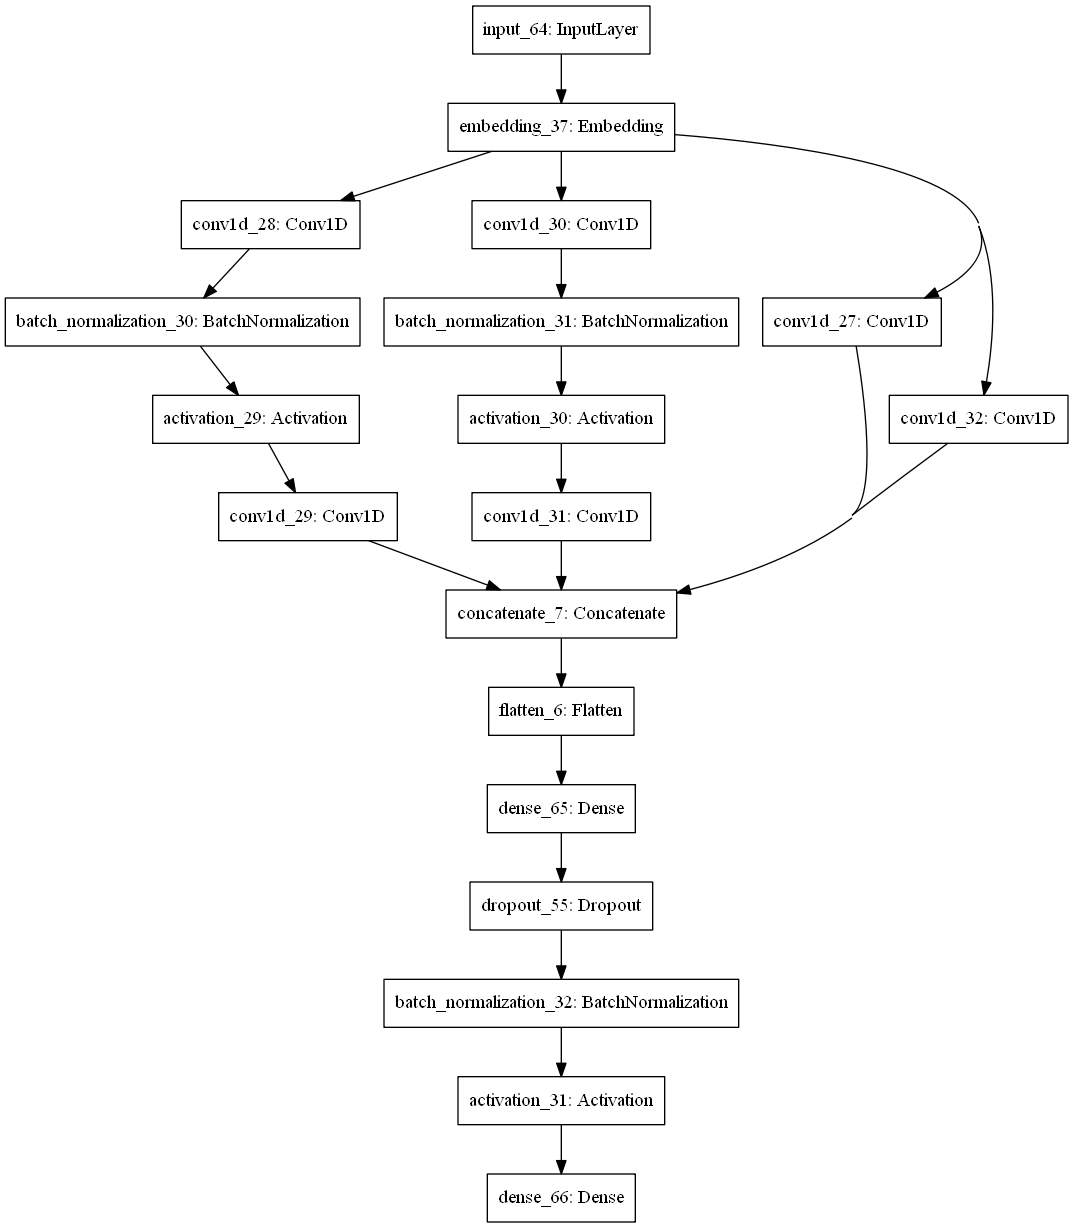 input_64: InputLayer
embedding_37: Embedding
conv1d_28: Conv1D
conv1d_30: Conv1D
batch_normalization_30: BatchNormalization
batch_normalization_31: BatchNormalization
conv1d_27: Conv1D
activation_29: Activation
activation_30: Activation
conv1d_32: Conv1D
conv1d_29: Conv1D
conv1d_31: Conv1D
concatenate_7: Concatenate
flatten_6: Flatten
dense_65: Dense
dropout_55: Dropout
batch_normalization_32: BatchNormalization
activation_31: Activation
dense_66: Dense